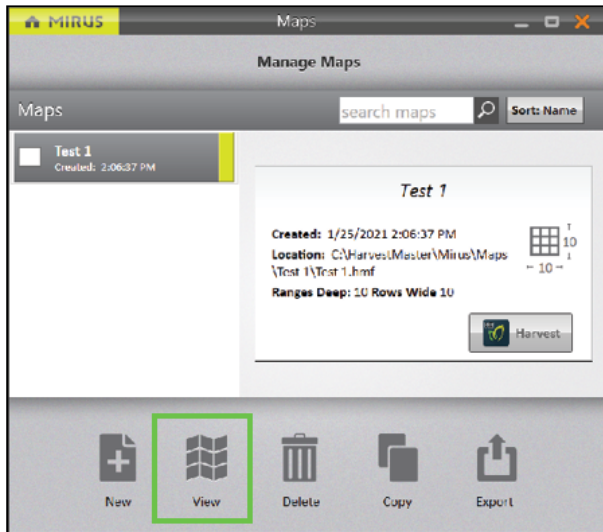 MIRUS
Maps
Manage Maps
Maps
search maps
Sort: Name
Test 1
Created: 2:06:37 PM
Test 1
Created: 1/25/2021 2:06:37 PM
Location: C:\HarvestMaster\Mirus\Maps
\Test 1\Test 1.hmf
Ranges Deep: 10 Rows Wide 10
10
10
Harvest
New
View
Delete
Copy
Export